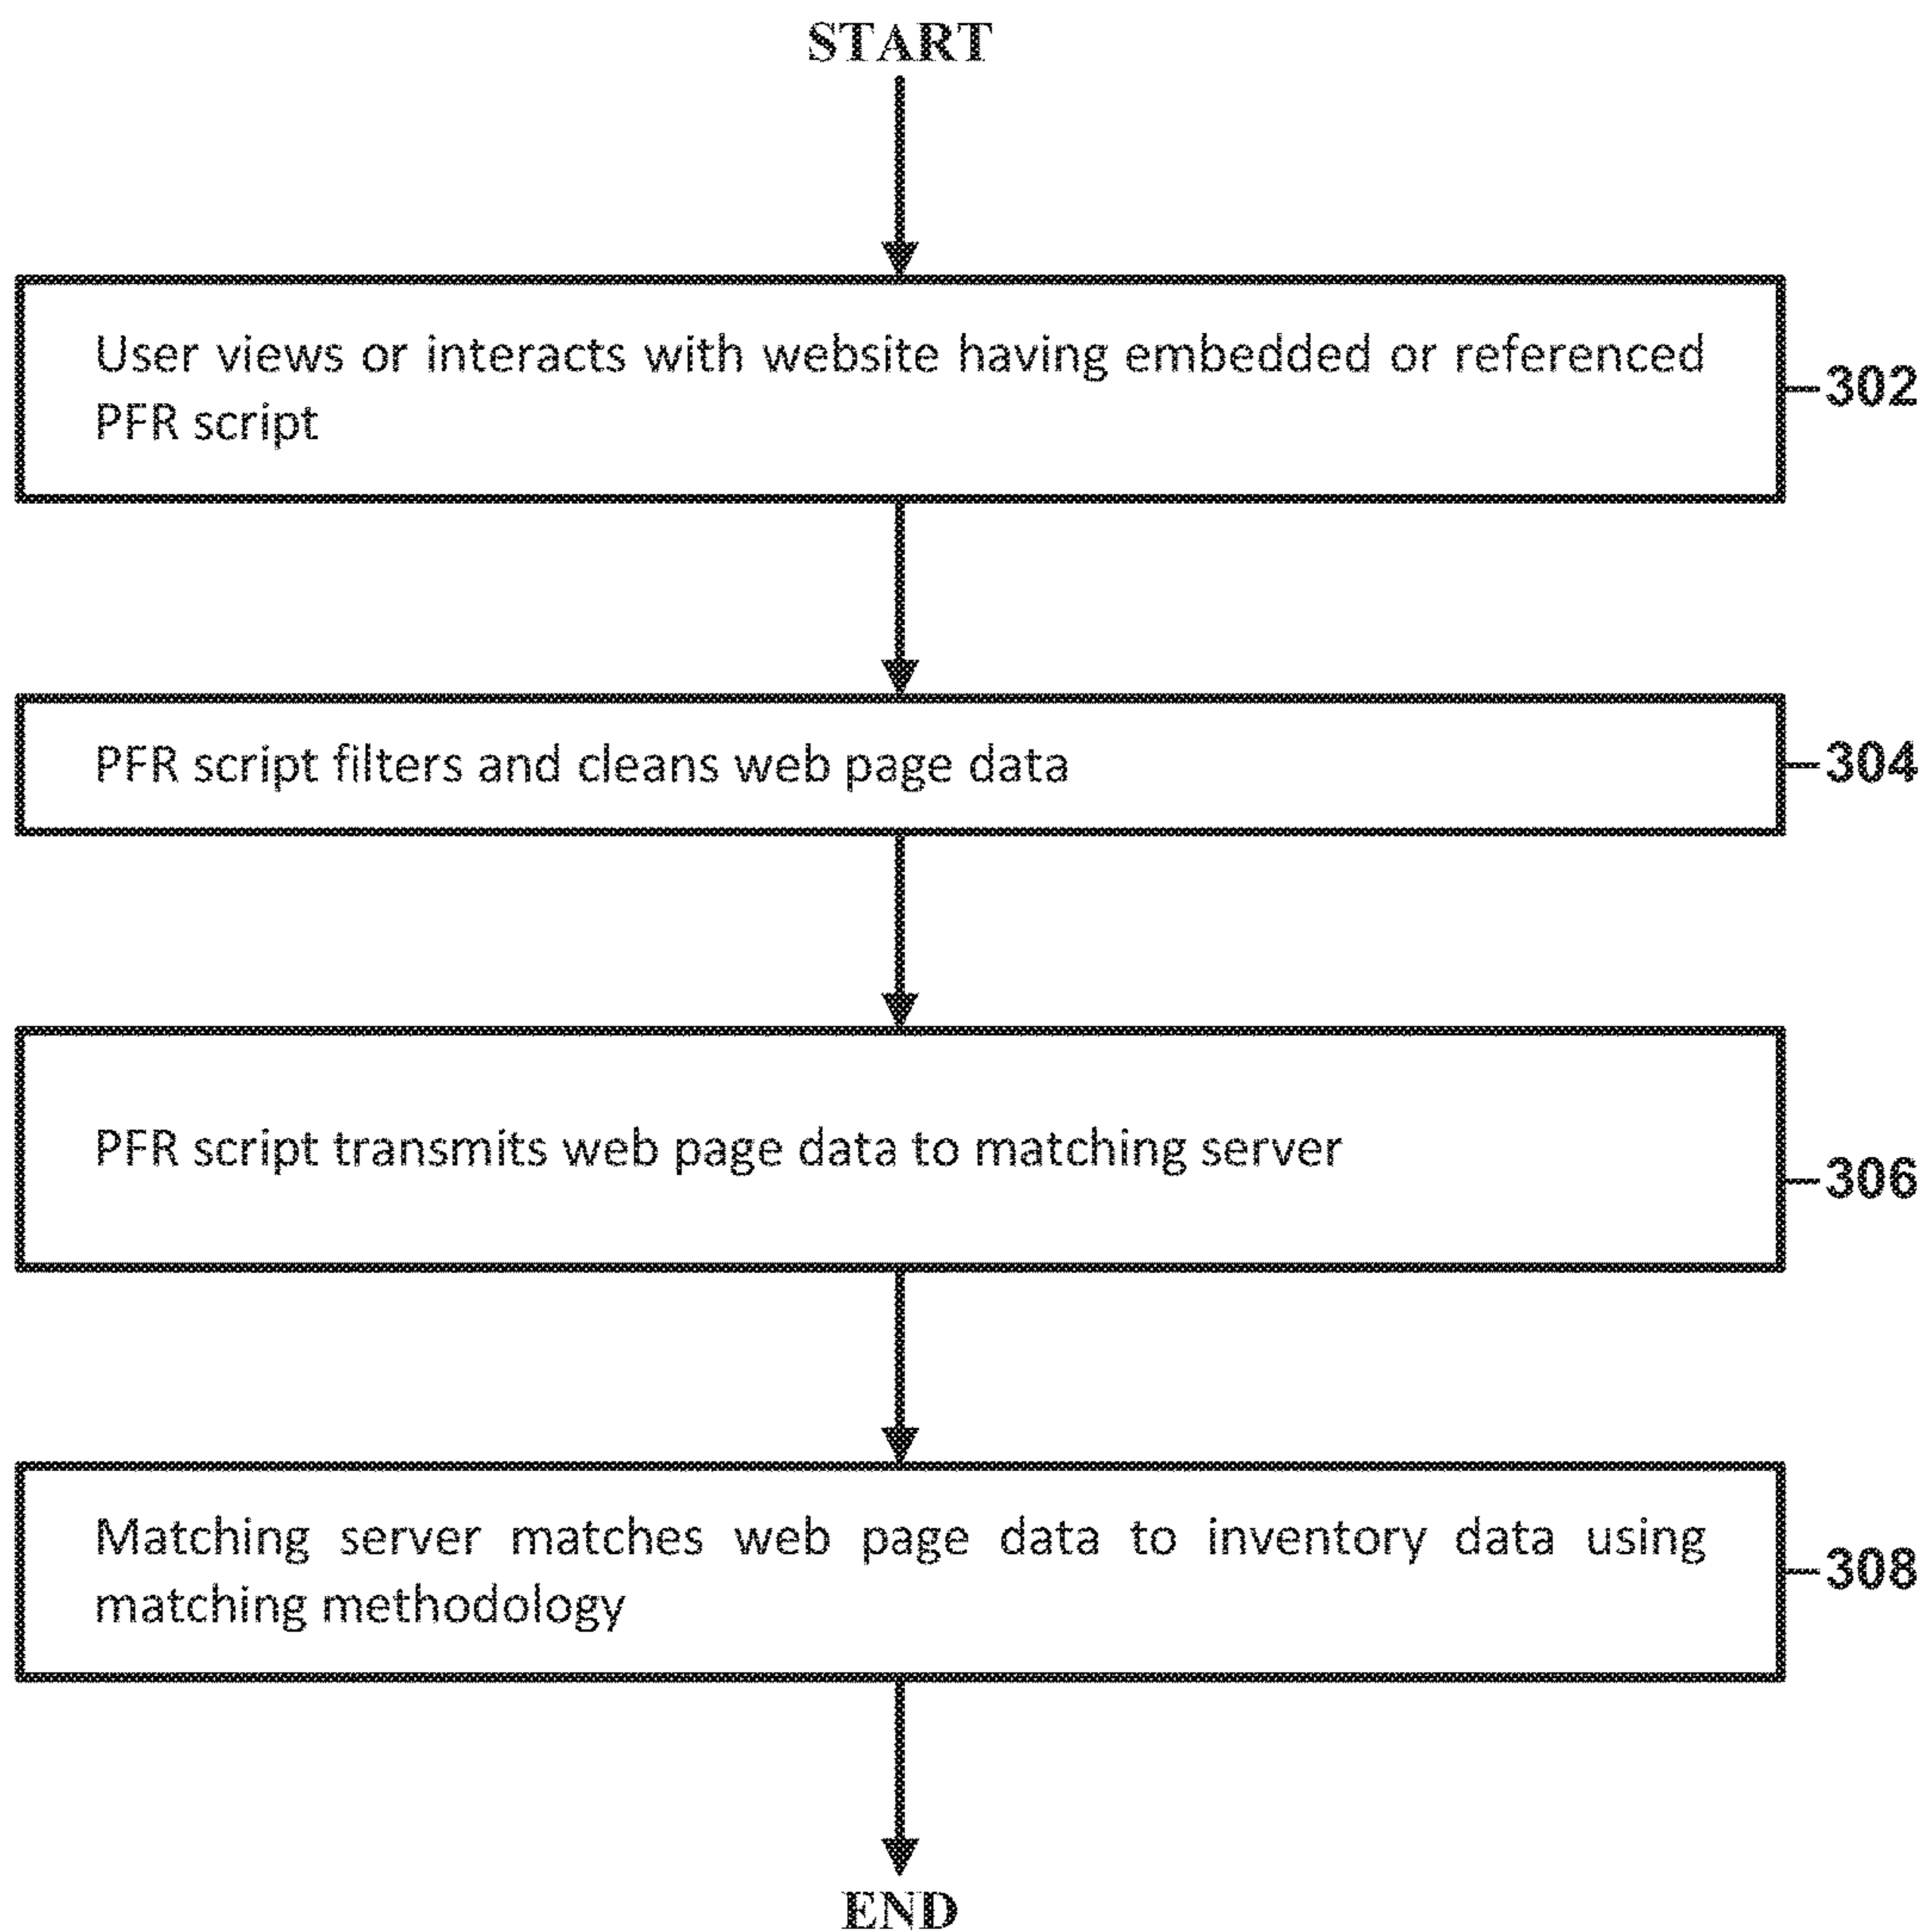 START
User views or interacts with website having embedded or referenced
PFR script
302
PFR script filters and cleans web page data
304
PFR script transmits web page data to matching server
306
Matching server matches web page data to inventory data using
matching methodology
308
END